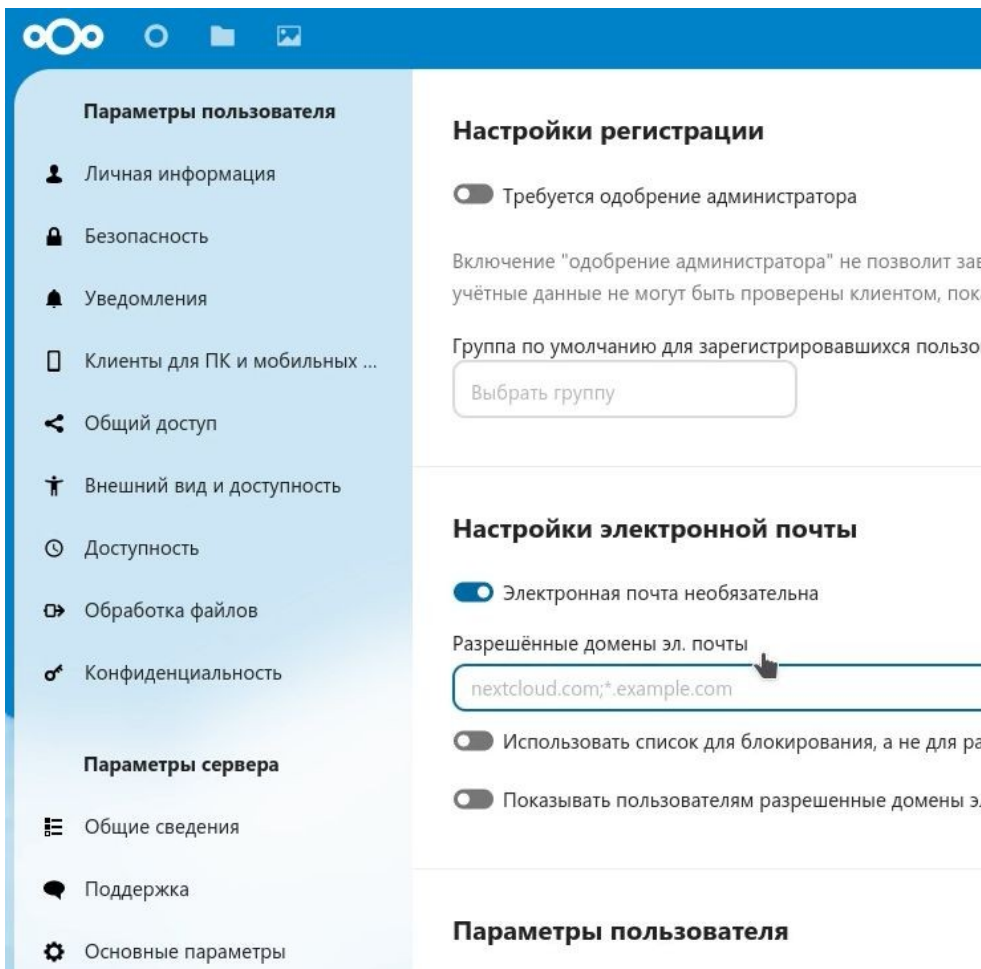 Параметры пользователя
Личная информация
Безопасность
Уведомления
Клиенты для ПК и мобильных ...
Общий доступ
Внешний вид и доступность
Доступность
Обработка файлов
Конфиденциальность
Параметры сервера
Общие сведения
Поддержка
Основные параметры
Настройки регистрации
Требуется одобрение администратора
Включение "одобрение администратора" не позволит зав
учётные данные не могут быть проверены клиентом, пок
Группа по умолчанию для зарегистрировавшихся пользо
Выбрать группу
Настройки электронной почты
Электронная почта необязательна
Разрешённые домены эл. почты
nextcloud.com;*.example.com
Использовать список для блокирования, а не для ра
Показывать пользователям разрешенные домены э
Параметры пользователя